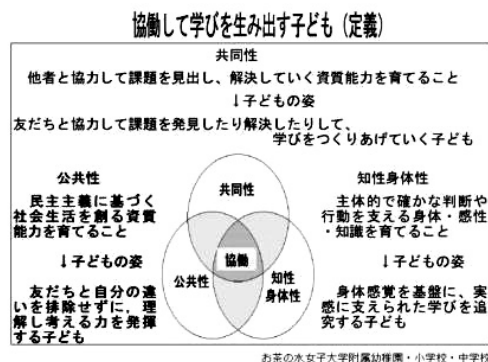 協働して学びを生み出す子ども（定義）
共同性
他者と協力して課題を見出し、解決していく資質能力を育てること
↓子どもの姿
友だちと協力して課題を発見したり解決したりして、
学びをつくりあげていく子ども
公共性
民主主義に基づく
社会生活を創る資質
能力を育てること
↓子どもの姿
友だちと自分の違
いを排除せずに，理
解し考える力を発揮
する子ども
共同性
協働
公共性
知性
身体性
知性身体性
主体的で確かな判断や
行動を支える身体・感性
・知識を育てること
↓子どもの姿
身体感覚を基盤に、実
感に支えられた学びを追
究する子ども
お茶の水女子大学附属幼稚園・小学校・中学校